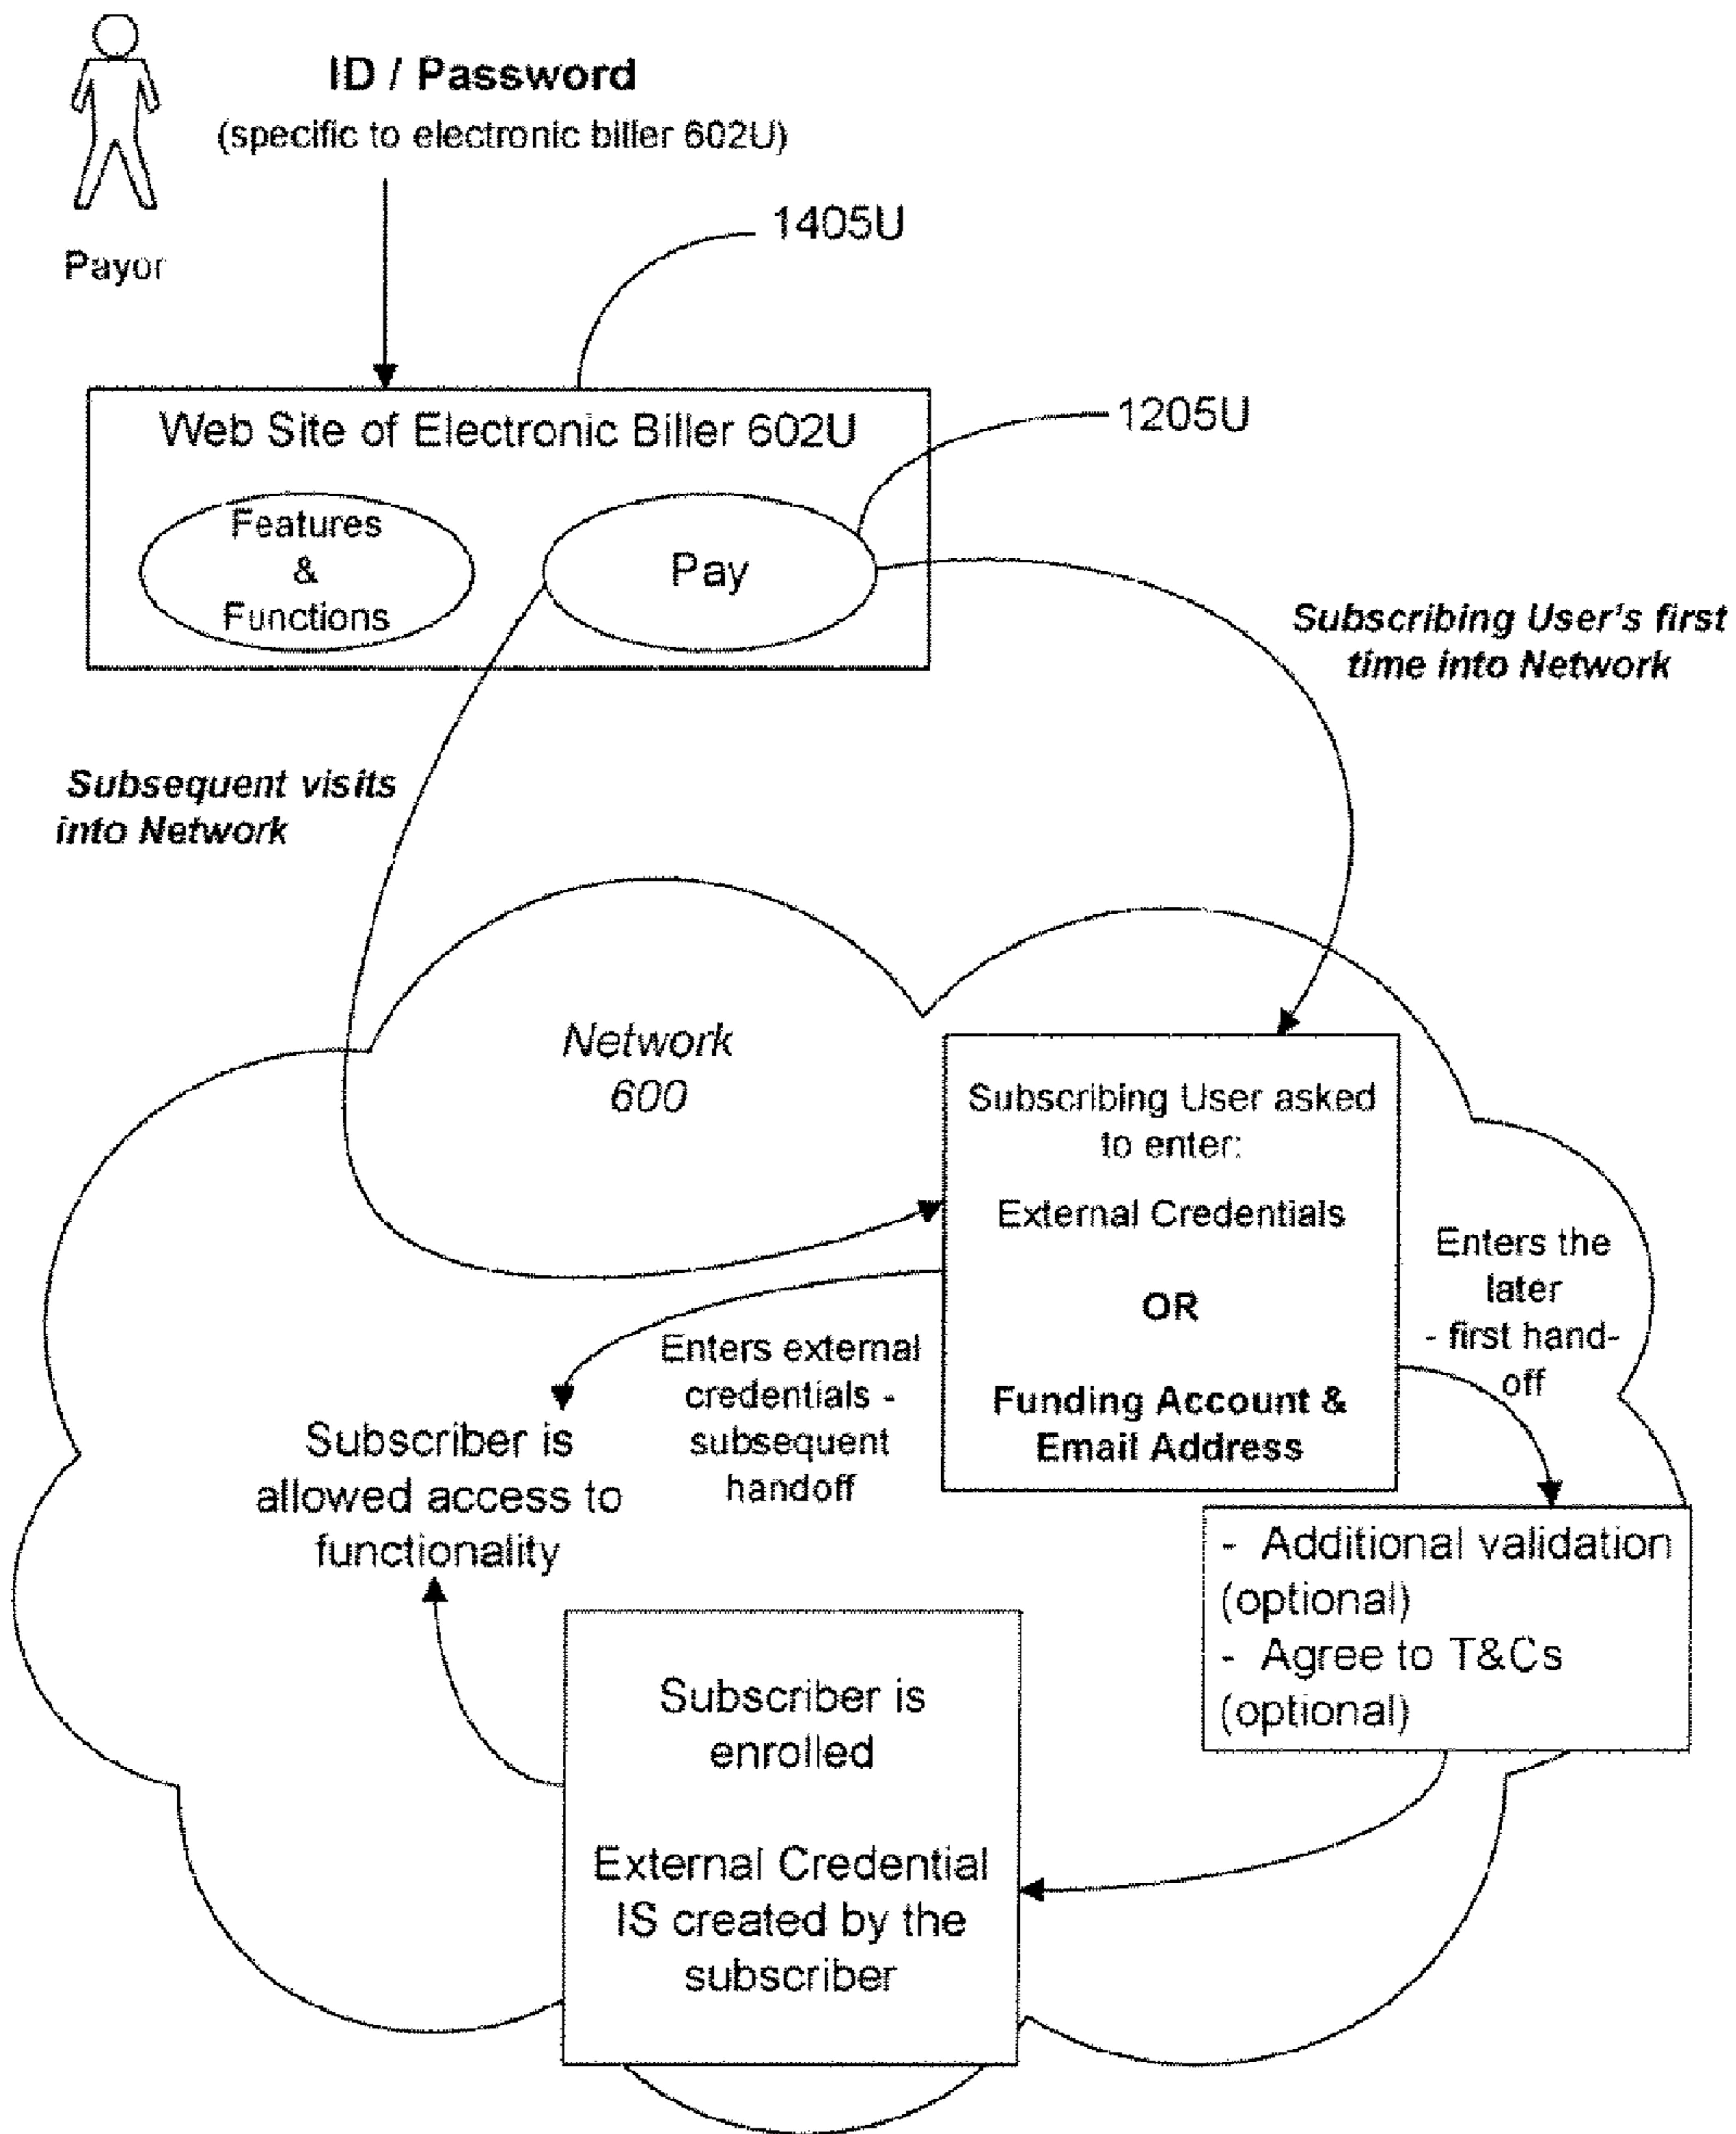 ID / Password
(specific to electronic biller 602U)
Payor
1405U
1205U
Web Site of Electronic Biller 602U
Features
&
Functions
Pay
Subscribing User's first
time into Network
Subsequent visits
into Network
Network
600
Subscribing User asked
to enter:
External Credentials
OR
Funding Account &
Email Address
Enters the
later
- first hand-
off
Enters external
credentials -
subsequent
handoff
Subscriber is
allowed access to
functionality
- Additional validation
(optional)
- Agree to T&Cs
(optional)
Subscriber is
enrolled
External Credential
IS created by the
subscriber